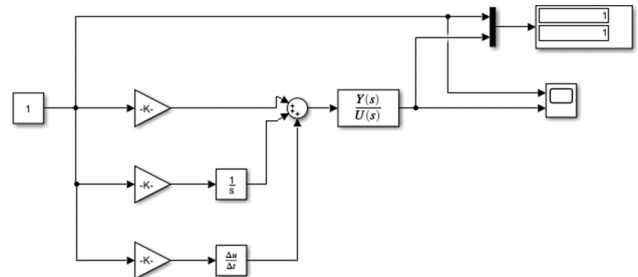 1
1
1
-K-
Y(s)
U(s)
-K-
1
s
-K-
Δu
Δt
+
+
+